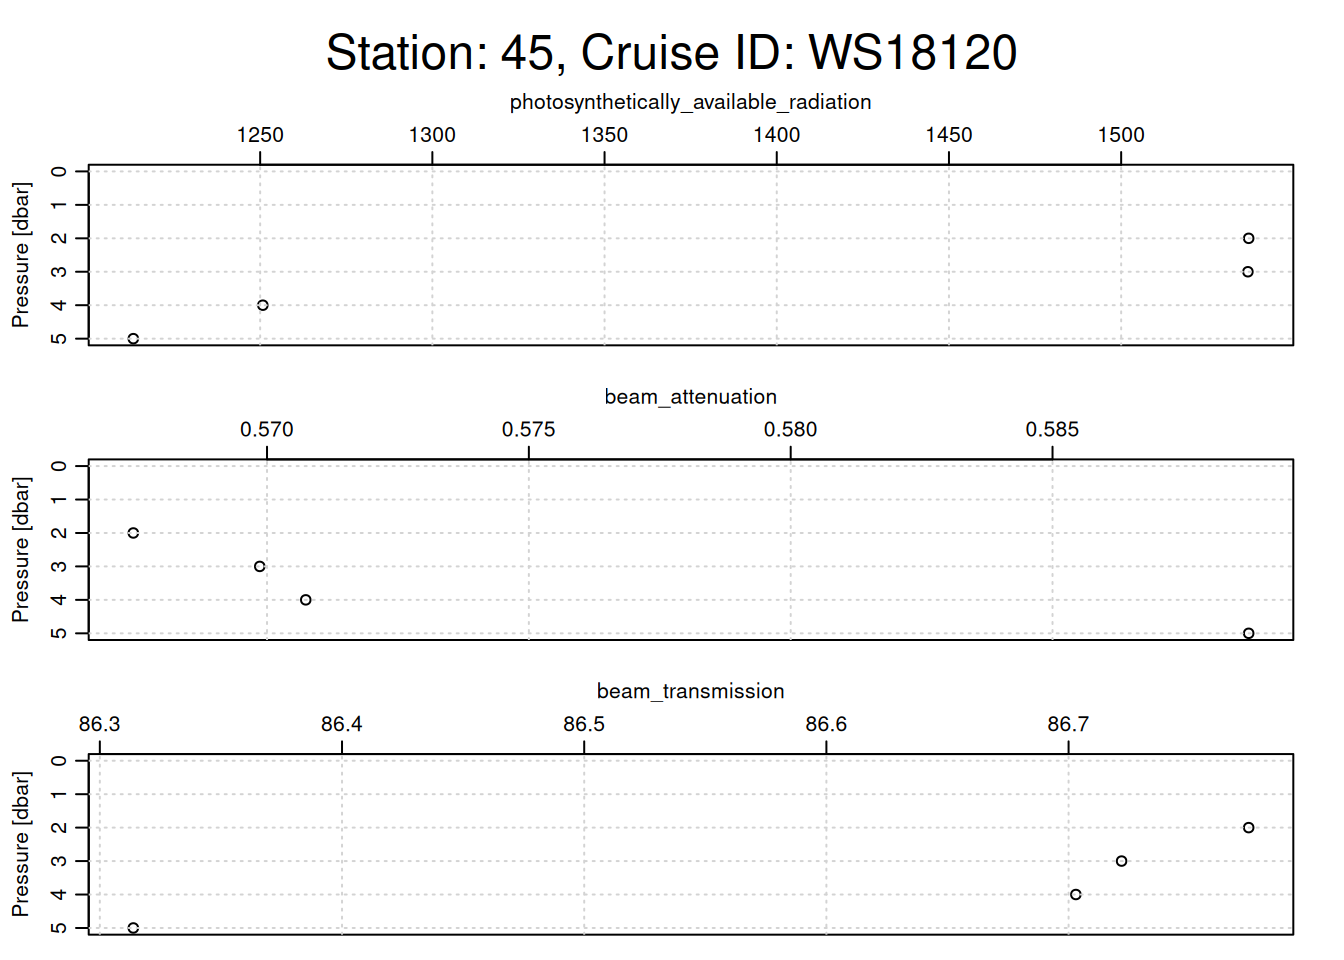 Station: 45, Cruise ID: WS18120
photosynthetically_available_radiation
1250 1300 1350 1400 1450 1500
Pressure [dbar]
0
1
2
3
4
5
beam_attenuation
0.570 0.575 0.580 0.585
Pressure [dbar]
0
1
2
3
4
5
beam_transmission
86.3 86.4 86.5 86.6 86.7
Pressure [dbar]
0
1
2
3
4
5